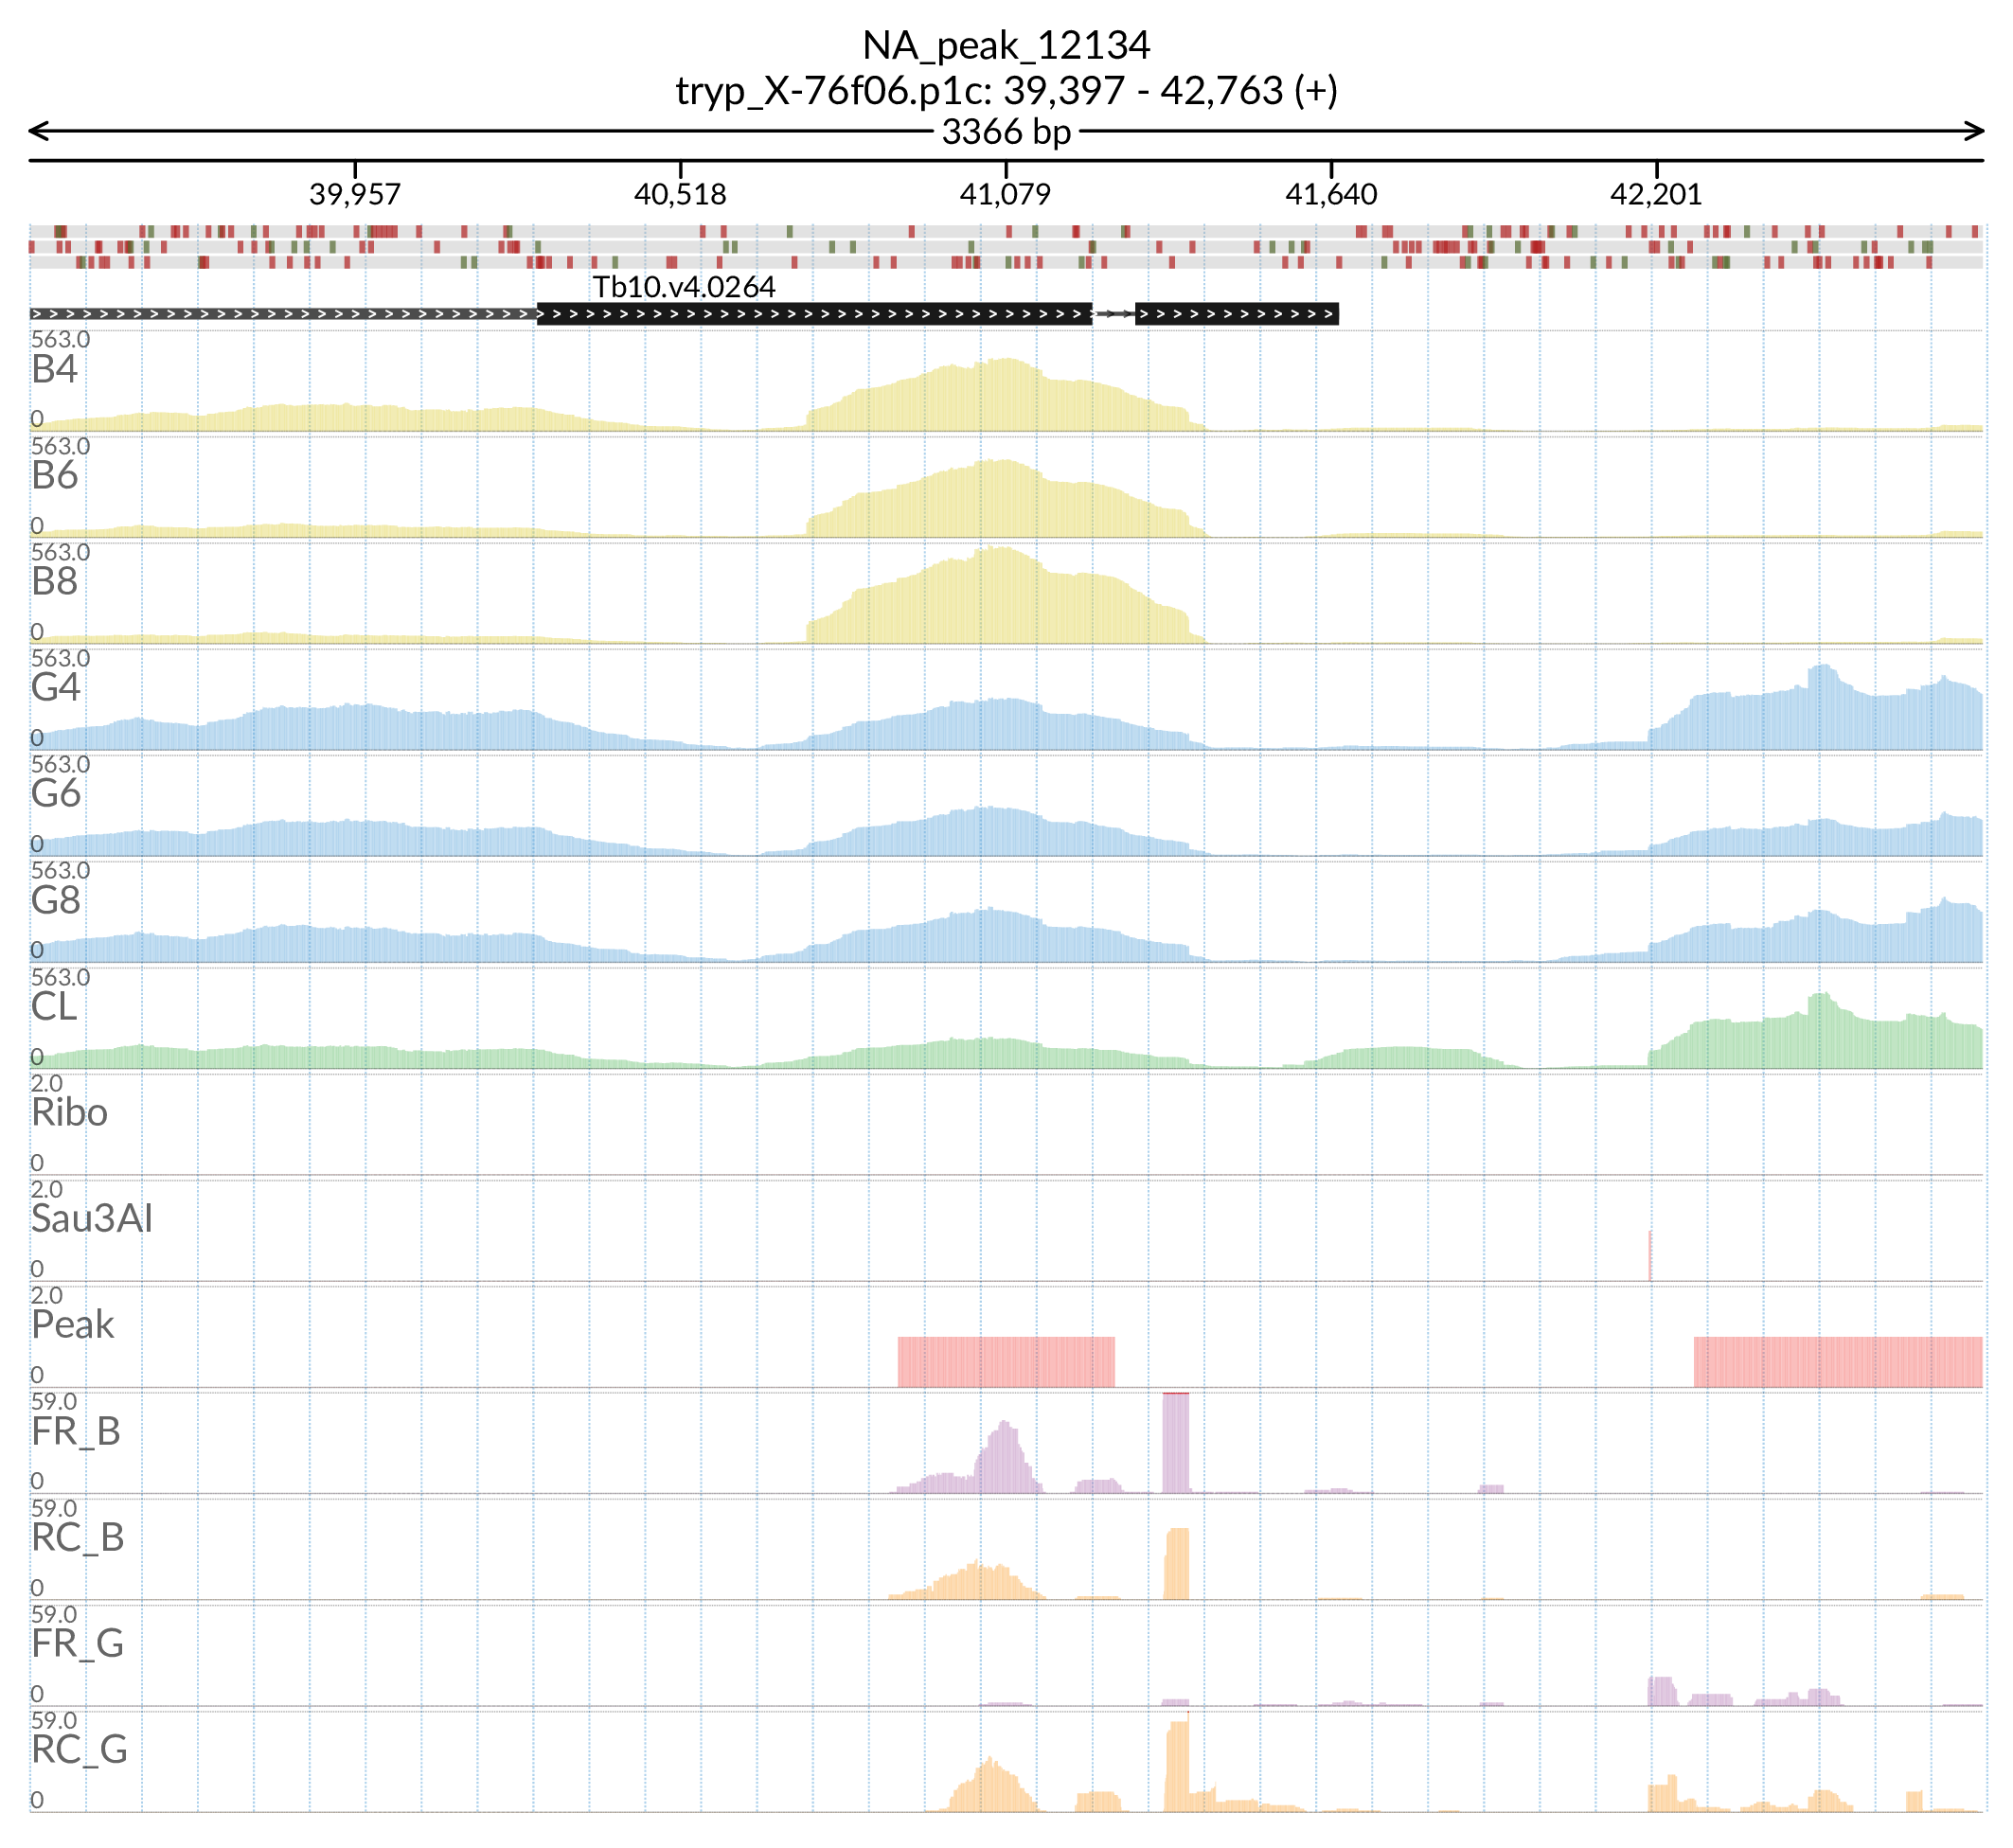 NA_peak_12134
tryp_X-76f06.p1c: 39,397 - 42,763 (+)
3366 bp
39,957 40,518 41,079 41,640 42,201
Tb10.v4.0264
563.0
B4
0
563.0
B6
0
563.0
B8
0
563.0
G4
0
563.0
G6
0
563.0
G8
0
563.0
CL
0
2.0
Ribo
0
2.0
Sau3AI
0
2.0
Peak
0
59.0
FR_B
0
59.0
RC_B
0
59.0
FR_G
0
59.0
RC_G
0